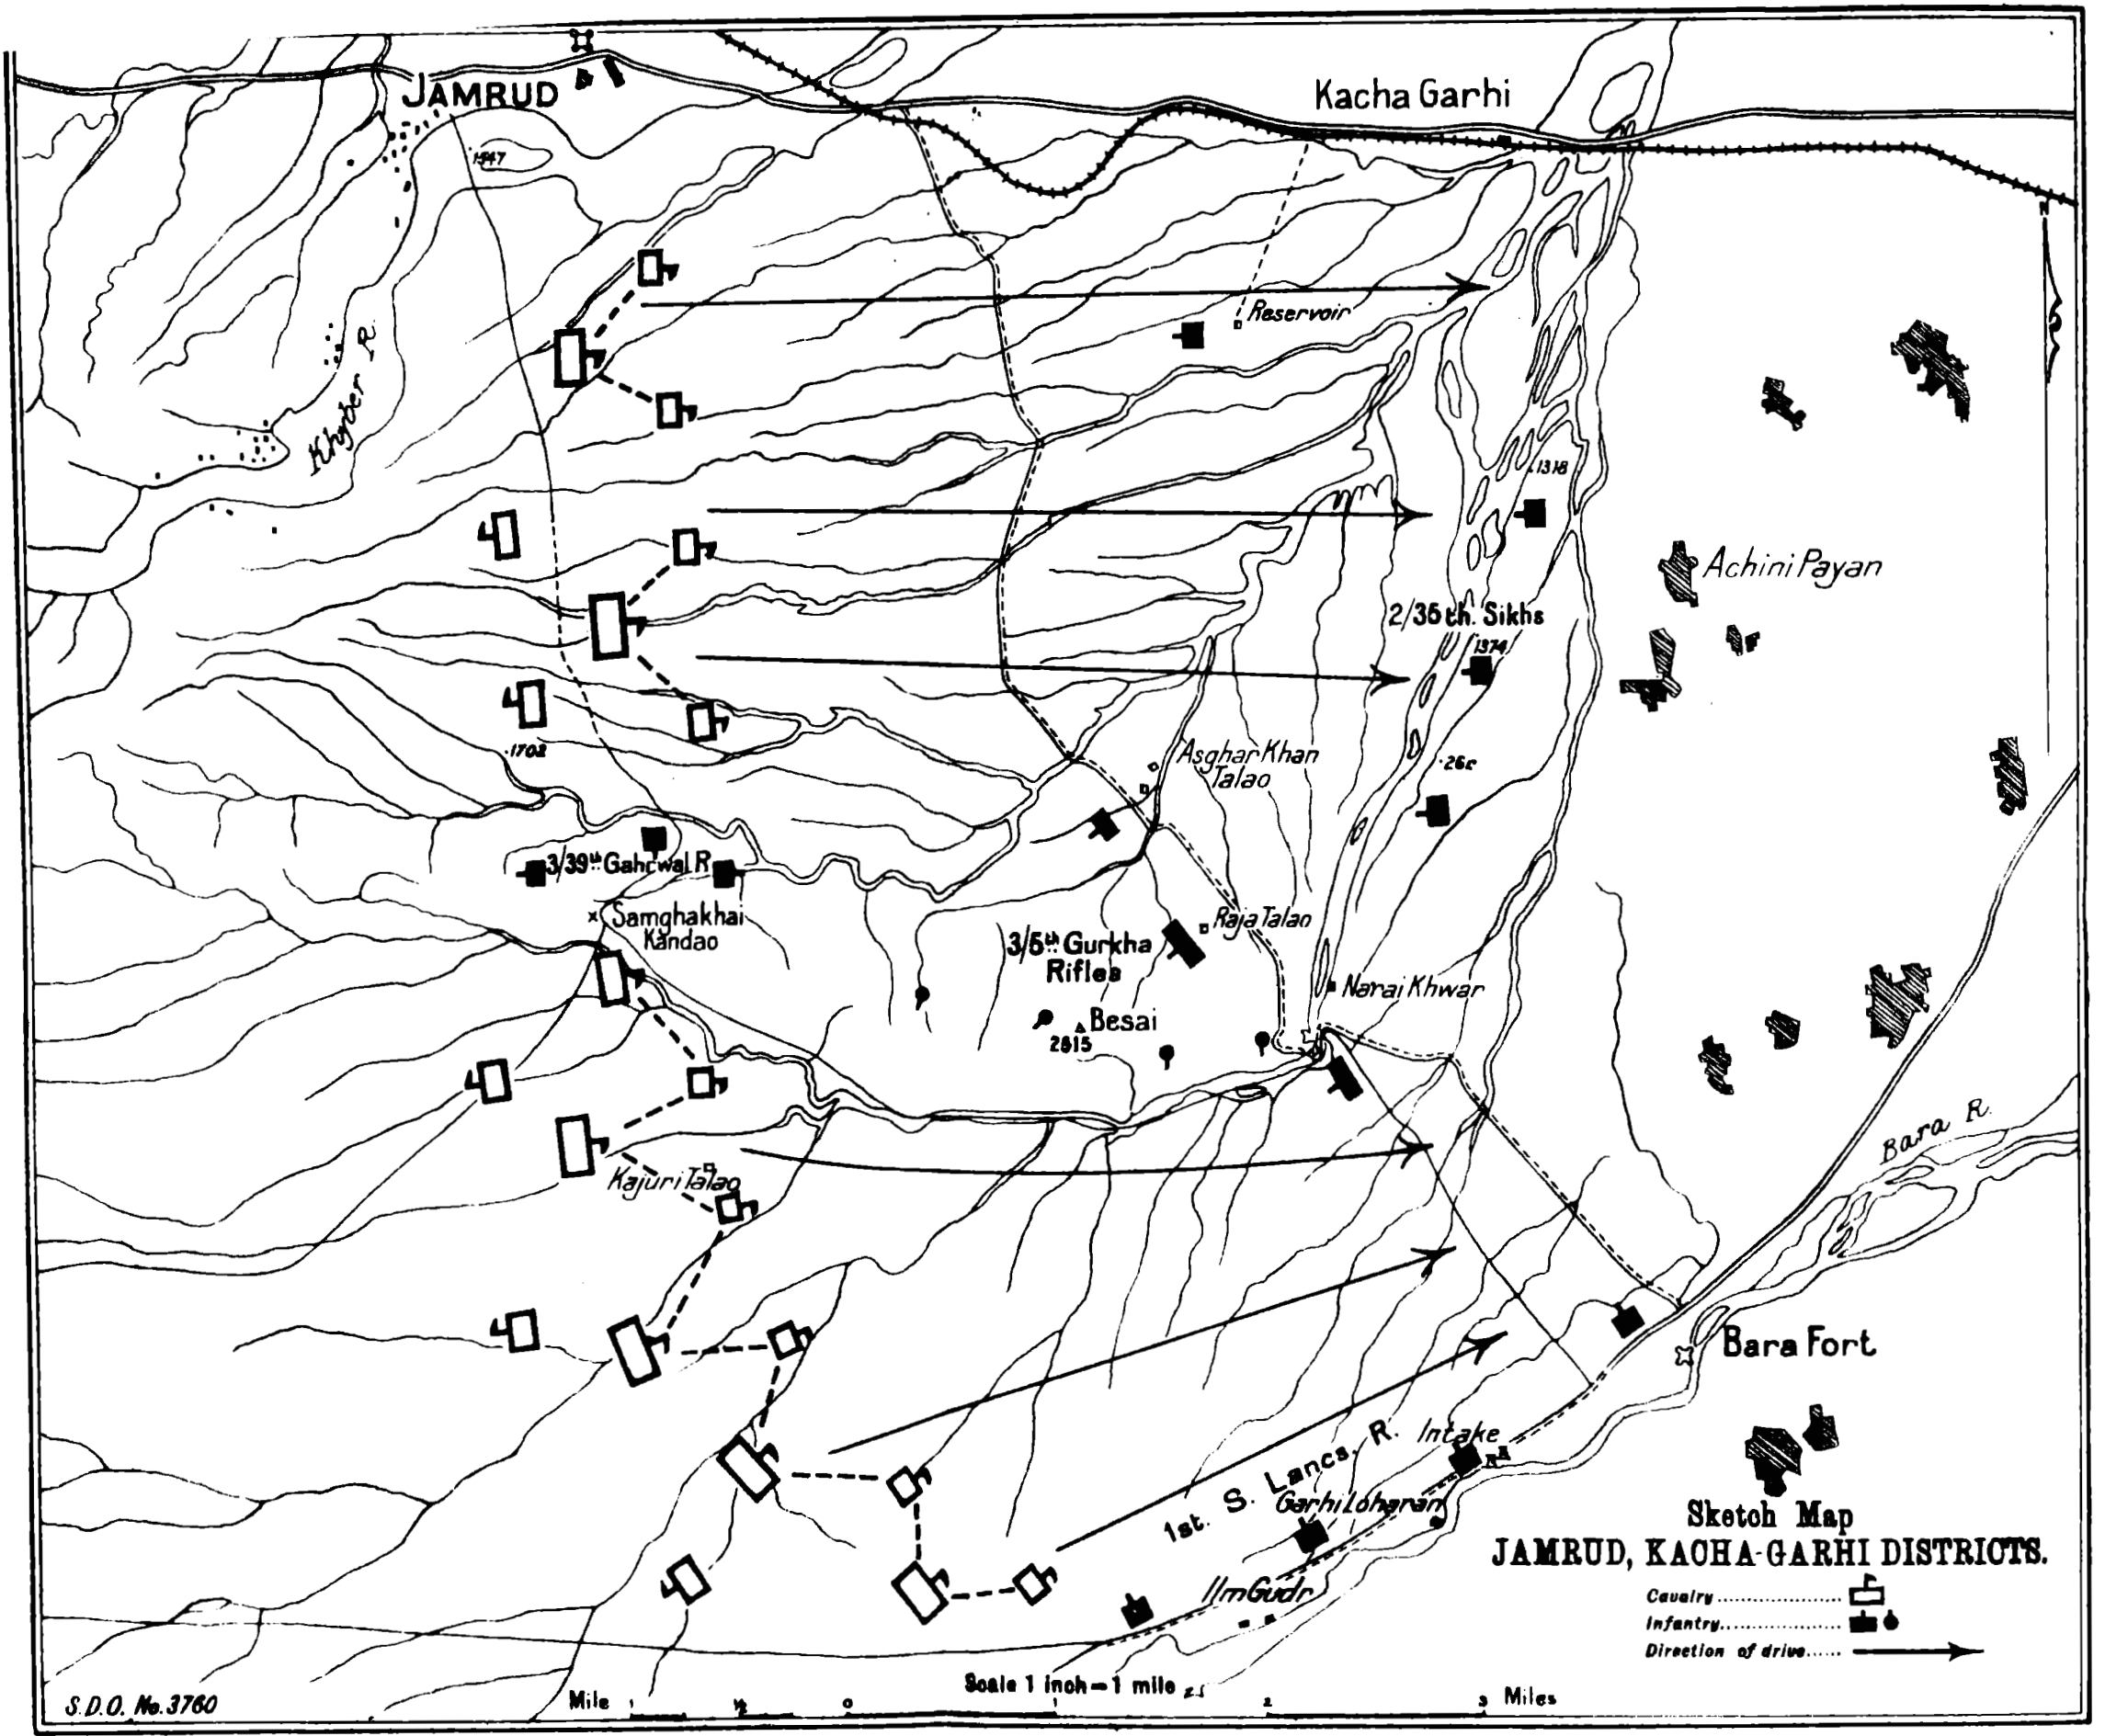 JAMRUD
Kacha Garhi
1547
N
Reservoir
Khyber R.
.1318
Achini Payan
2/35th. Sikhs
1374
.1702
Asghar Khan
Talao
3/39th Gahrwal R
Samghakhai
Kandao
Raja Talao
3/5th Gurkha
Rifles
Narai Khwar
Besai
2815
Bara R.
Kajuri Talao
Bara Fort
1st. S. Lancs. R.
Intake
Garhi Loharan
Ilm Gudr
Sketch Map
JAMRUD, KACHA-GARHI DISTRICTS.
Cavalry
Infantry
Direction of drive
Scale 1 inch = 1 mile
S.D.O. No. 3760
Mile 1 ½ 0 1 2 3 Miles